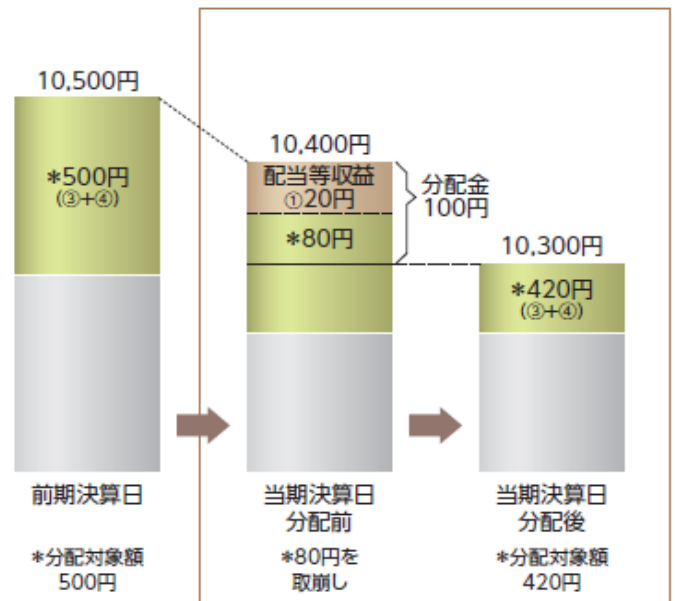 10,500円
*500円
(③+④)
前期決算日
*分配対象額
500円
10,400円
配当等収益
①20円
*80円
分配金
100円
当期決算日
分配前
*80円を
取崩し
10,300円
*420円
(③+④)
当期決算日
分配後
*分配対象額
420円